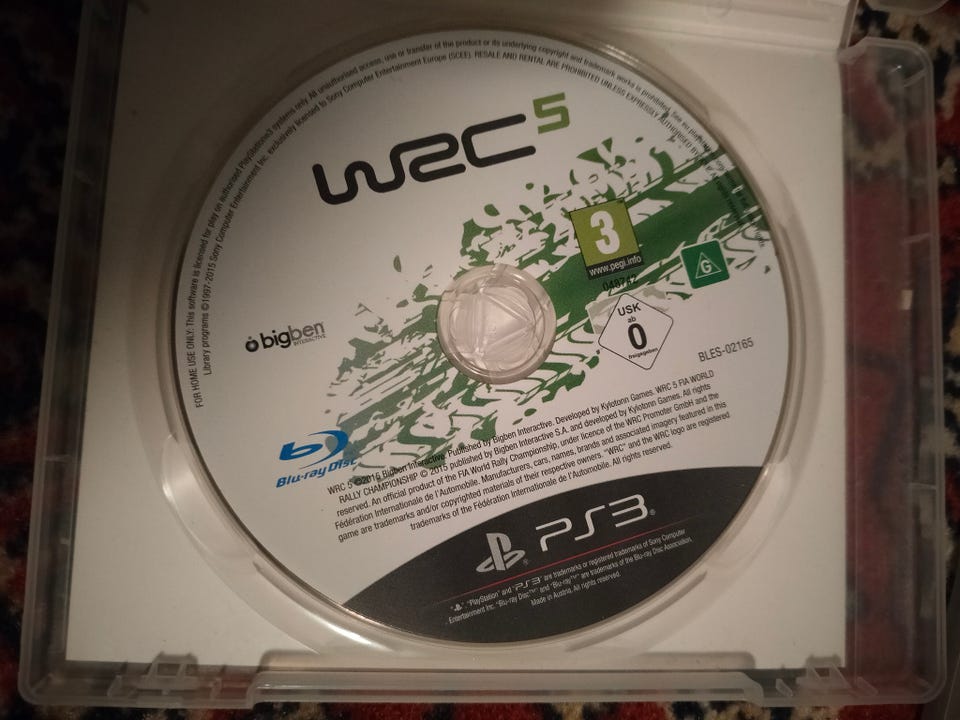 FOR HOME USE ONLY: This software is licensed for play on authorised PlayStation®3 systems only. All unauthorised access, use or transfer of the product or its underlying copyright and trademark works is prohibited. See
Library programs ©1997-2015 Sony Computer Entertainment Inc. exclusively licensed to Sony Computer Entertainment Europe (SCEE). RESALE AND RENTAL ARE PROHIBITED UNLESS EXPRESSLY AUTHORISED
WRC 5
3
www.pegi.info
G
USK
ab
0
freigegeben
bigben
INTERACTIVE
BLES-02165
Blu-ray Disc
WRC 5 ©2015 Bigben Interactive. Published by Bigben Interactive. Developed by Kylotonn Games. WRC 5 FIA WORLD
RALLY CHAMPIONSHIP © 2015 published by Bigben Interactive S.A. and developed by Kylotonn Games. All rights
reserved. An official product of the FIA World Rally Championship, under licence of the WRC Promoter GmbH and the
Fédération Internationale de l'Automobile. Manufacturers, cars, names, brands and associated imagery featured in this
game are trademarks and/or copyrighted materials of their respective owners. "WRC" and the WRC logo are registered
trademarks of the Fédération Internationale de l'Automobile. All rights reserved.
PS3®
"PlayStation" and "PS3" are trademarks or registered trademarks of Sony Computer
Entertainment Inc. "Blu-ray Disc™" and "Blu-ray™" are trademarks of the Blu-ray Disc Association.
Made in Austria. All rights reserved.